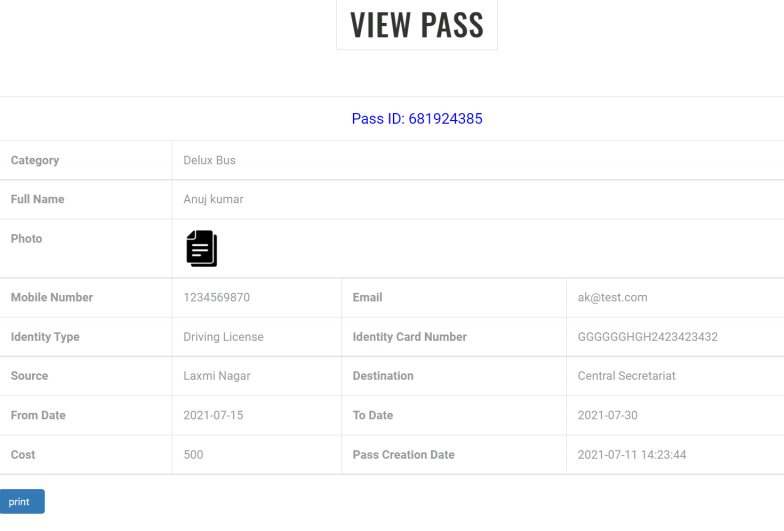 VIEW PASS
Pass ID: 681924385
Category Delux Bus
Full Name Anuj kumar
Photo
Mobile Number 1234569870 Email ak@test.com
Identity Type Driving License Identity Card Number GGGGGGHGH2423423432
Source Laxmi Nagar Destination Central Secretariat
From Date 2021-07-15 To Date 2021-07-30
Cost 500 Pass Creation Date 2021-07-11 14:23:44
print